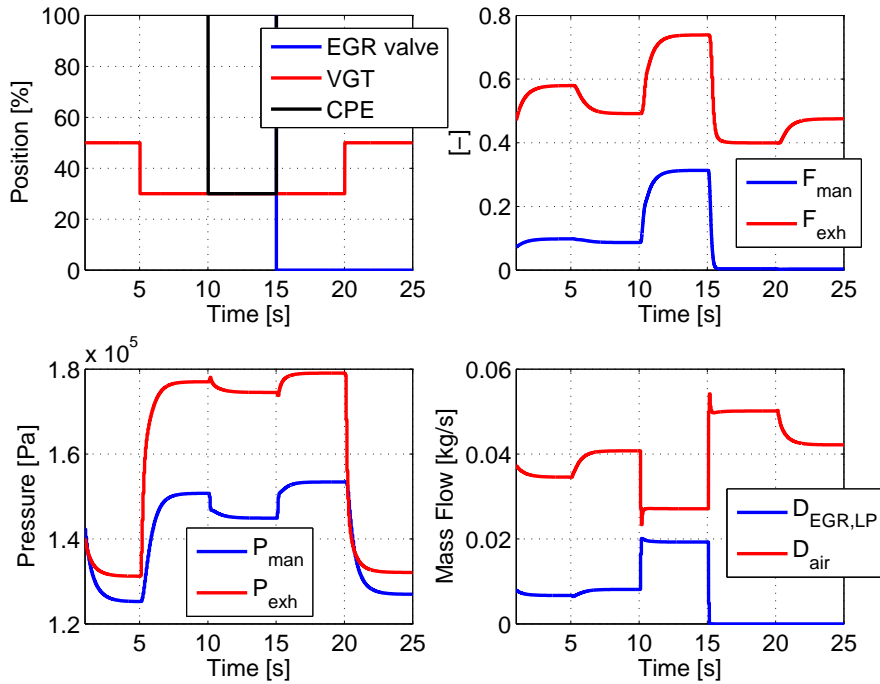 100
80
60
40
20
0
Position [%]
5 10 15 20 25
Time [s]
EGR valve
VGT
CPE
0.8
0.6
0.4
0.2
0
[−]
5 10 15 20 25
Time [s]
F_man
F_exh
x 10^5
1.8
1.6
1.4
1.2
Pressure [Pa]
5 10 15 20 25
Time [s]
P_man
P_exh
0.06
0.04
0.02
0
Mass Flow [kg/s]
5 10 15 20 25
Time [s]
D_EGR,LP
D_air